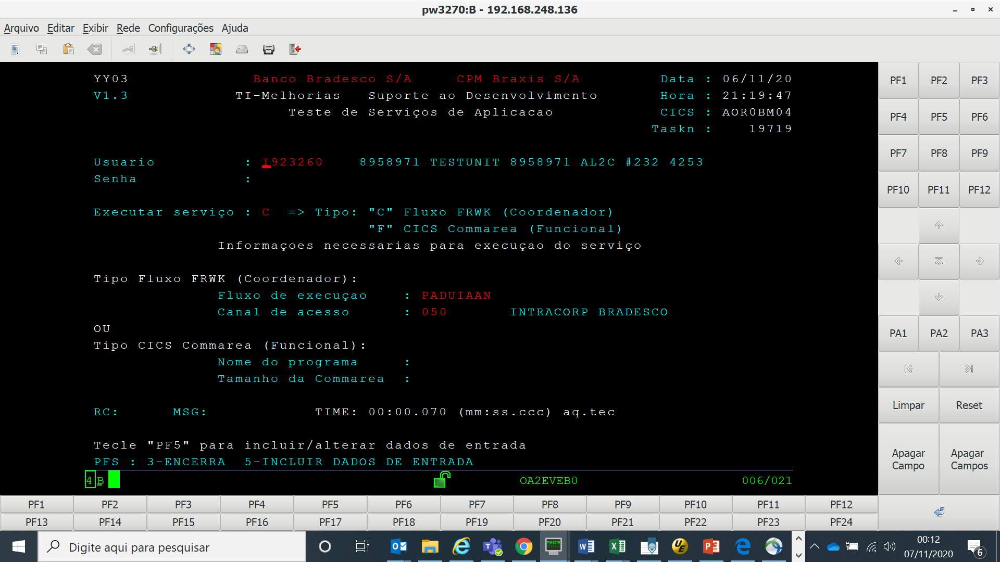 pw3270:B - 192.168.248.136
Arquivo Editar Exibir Rede Configurações Ajuda
YY03 Banco Bradesco S/A CPM Braxis S/A Data : 06/11/20
V1.3 TI-Melhorias Suporte ao Desenvolvimento Hora : 21:19:47
Teste de Serviços de Aplicacao CICS : AOR0BM04
Taskn : 19719
Usuario : I923260 8958971 TESTUNIT 8958971 AL2C #232 4253
Senha :
Executar serviço : C => Tipo: "C" Fluxo FRWK (Coordenador)
"F" CICS Commarea (Funcional)
Informaçoes necessarias para execuçao do serviço
Tipo Fluxo FRWK (Coordenador):
Fluxo de execuçao : PADUIAAN
Canal de acesso : 050 INTRACORP BRADESCO
OU
Tipo CICS Commarea (Funcional):
Nome do programa :
Tamanho da Commarea :
RC: MSG: TIME: 00:00.070 (mm:ss.ccc) aq.tec
Tecle "PF5" para incluir/alterar dados de entrada
PFS : 3-ENCERRA 5-INCLUIR DADOS DE ENTRADA
4 B OA2EVEB0 006/021
PF1 PF2 PF3
PF4 PF5 PF6
PF7 PF8 PF9
PF10 PF11 PF12
PA1 PA2 PA3
Limpar Reset
Apagar Campo Apagar Campos
PF1 PF2 PF3 PF4 PF5 PF6 PF7 PF8 PF9 PF10 PF11 PF12
PF13 PF14 PF15 PF16 PF17 PF18 PF19 PF20 PF21 PF22 PF23 PF24
Digite aqui para pesquisar
PW3270
00:12
07/11/2020
6